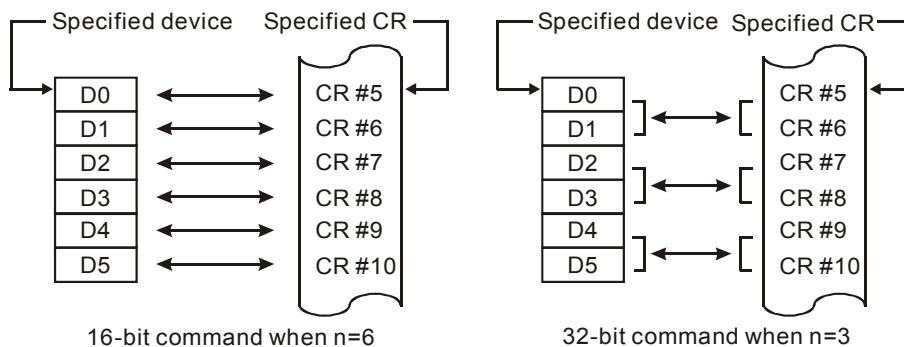 Specified device Specified CR
D0 CR #5
D1 CR #6
D2 CR #7
D3 CR #8
D4 CR #9
D5 CR #10
16-bit command when n=6
Specified device Specified CR
D0 CR #5
D1 CR #6
D2 CR #7
D3 CR #8
D4 CR #9
D5 CR #10
32-bit command when n=3